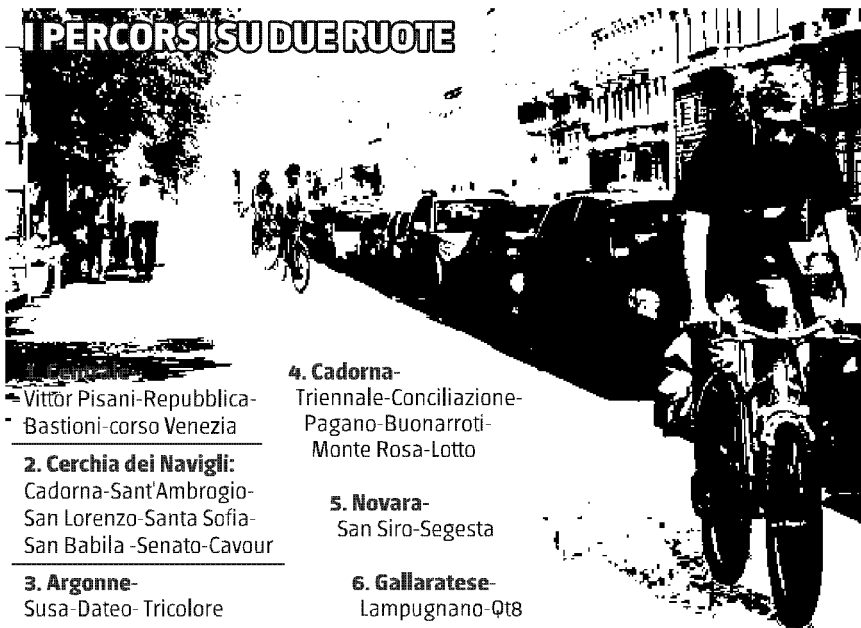 I PERCORSI SU DUE RUOTE
Vittor Pisani-Repubblica-
Bastioni-corso Venezia
2. Cerchia dei Navigli:
Cadorna-Sant'Ambrogio-
San Lorenzo-Santa Sofia-
San Babila -Senato-Cavour
3. Argonne-
Susa-Dateo- Tricolore
4. Cadorna-
Triennale-Conciliazione-
Pagano-Buonarroti-
Monte Rosa-Lotto
5. Novara-
San Siro-Segesta
6. Gallaratese-
Lampugnano-Qt8